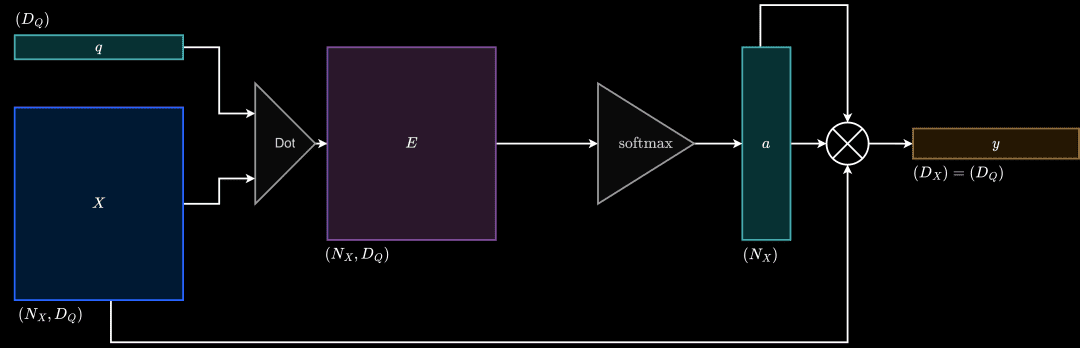 (D_Q)
q
X
(N_X, D_Q)
Dot
E
(N_X, D_Q)
softmax
a
(N_X)
y
(D_X) = (D_Q)